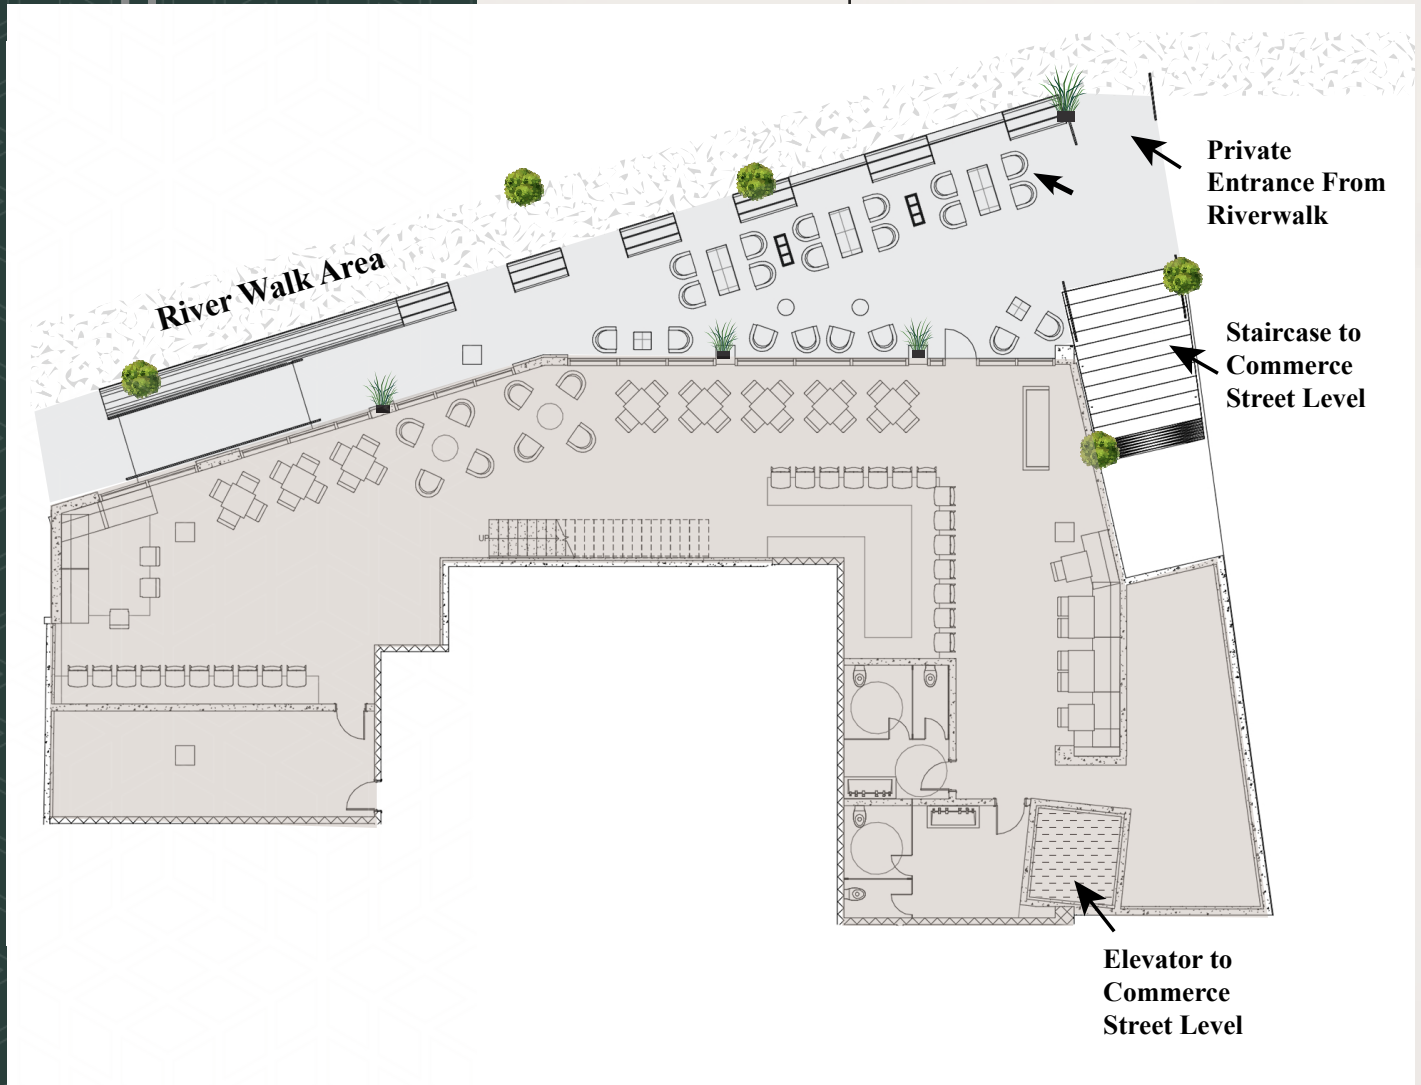 Private
Entrance From
Riverwalk
River Walk Area
Staircase to
Commerce
Street Level
UP
Elevator to
Commerce
Street Level